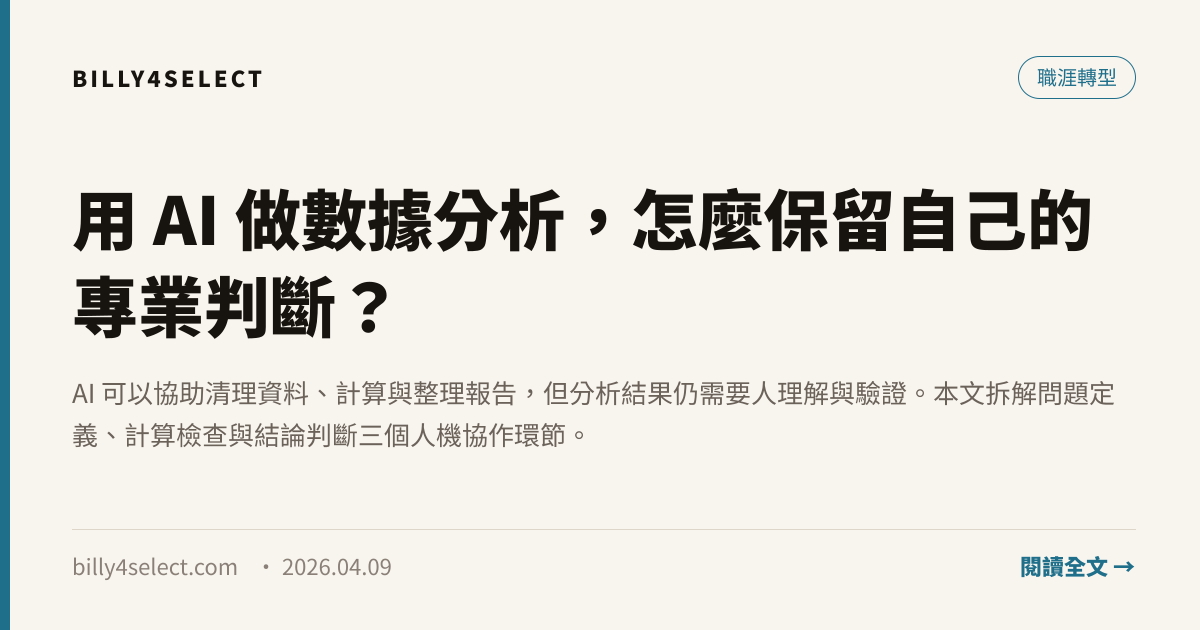 BILLY4SELECT
職涯轉型
用 AI 做數據分析，怎麼保留自己的
專業判斷？
AI 可以協助清理資料、計算與整理報告，但分析結果仍需要人理解與驗證。本文拆解問題定
義、計算檢查與結論判斷三個人機協作環節。
billy4select.com ・ 2026.04.09
閱讀全文 →